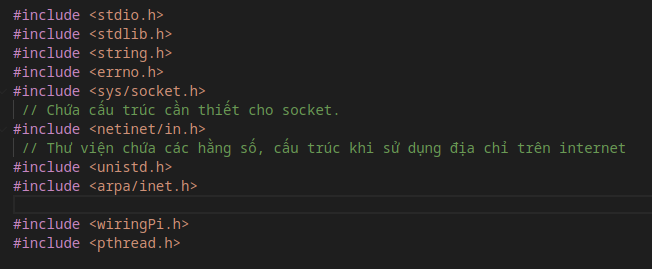 #include <stdio.h>
#include <stdlib.h>
#include <string.h>
#include <errno.h>
#include <sys/socket.h>
// Chứa cấu trúc cần thiết cho socket.
#include <netinet/in.h>
// Thư viện chứa các hằng số, cấu trúc khi sử dụng địa chỉ trên internet
#include <unistd.h>
#include <arpa/inet.h>
#include <wiringPi.h>
#include <pthread.h>